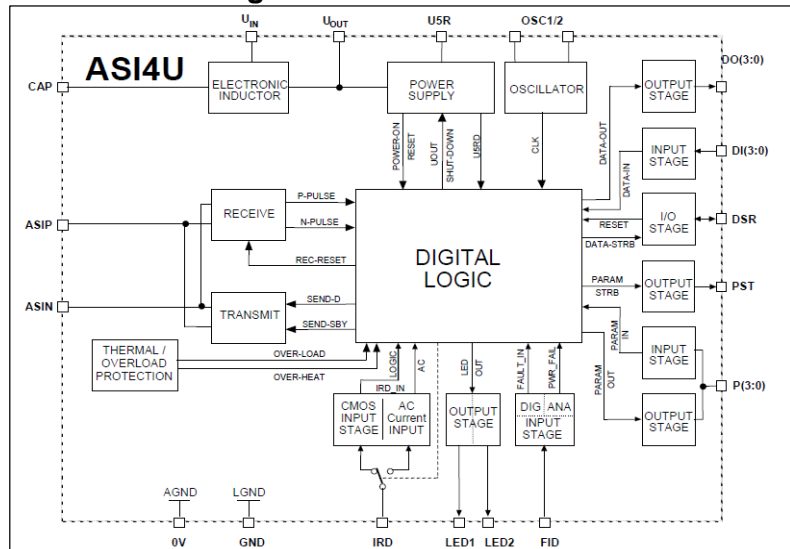 U_IN
U_OUT
U5R
OSC1/2
ASI4U
CAP
ELECTRONIC
INDUCTOR
POWER
SUPPLY
OSCILLATOR
OUTPUT
STAGE
DO(3:0)
POWER-ON
RESET
UOUT
SHUT-DOWN
U5RD
CLK
DATA-OUT
DATA-IN
INPUT
STAGE
DI(3:0)
ASIP
RECEIVE
P-PULSE
N-PULSE
REC-RESET
DIGITAL
LOGIC
RESET
DATA-STRB
I/O
STAGE
DSR
PARAM
STRB
OUTPUT
STAGE
PST
ASIN
TRANSMIT
SEND-D
SEND-SBY
PARAM
IN
INPUT
STAGE
P(3:0)
PARAM
OUT
OUTPUT
STAGE
THERMAL /
OVERLOAD
PROTECTION
OVER-LOAD
OVER-HEAT
LOGIC
IRD_IN
AC
LED
OUT
FAULT_IN
PWR_FAIL
CMOS
INPUT
STAGE
AC
Current
INPUT
OUTPUT
STAGE
DIG ANA
INPUT
STAGE
AGND
LGND
0V
GND
IRD
LED1
LED2
FID